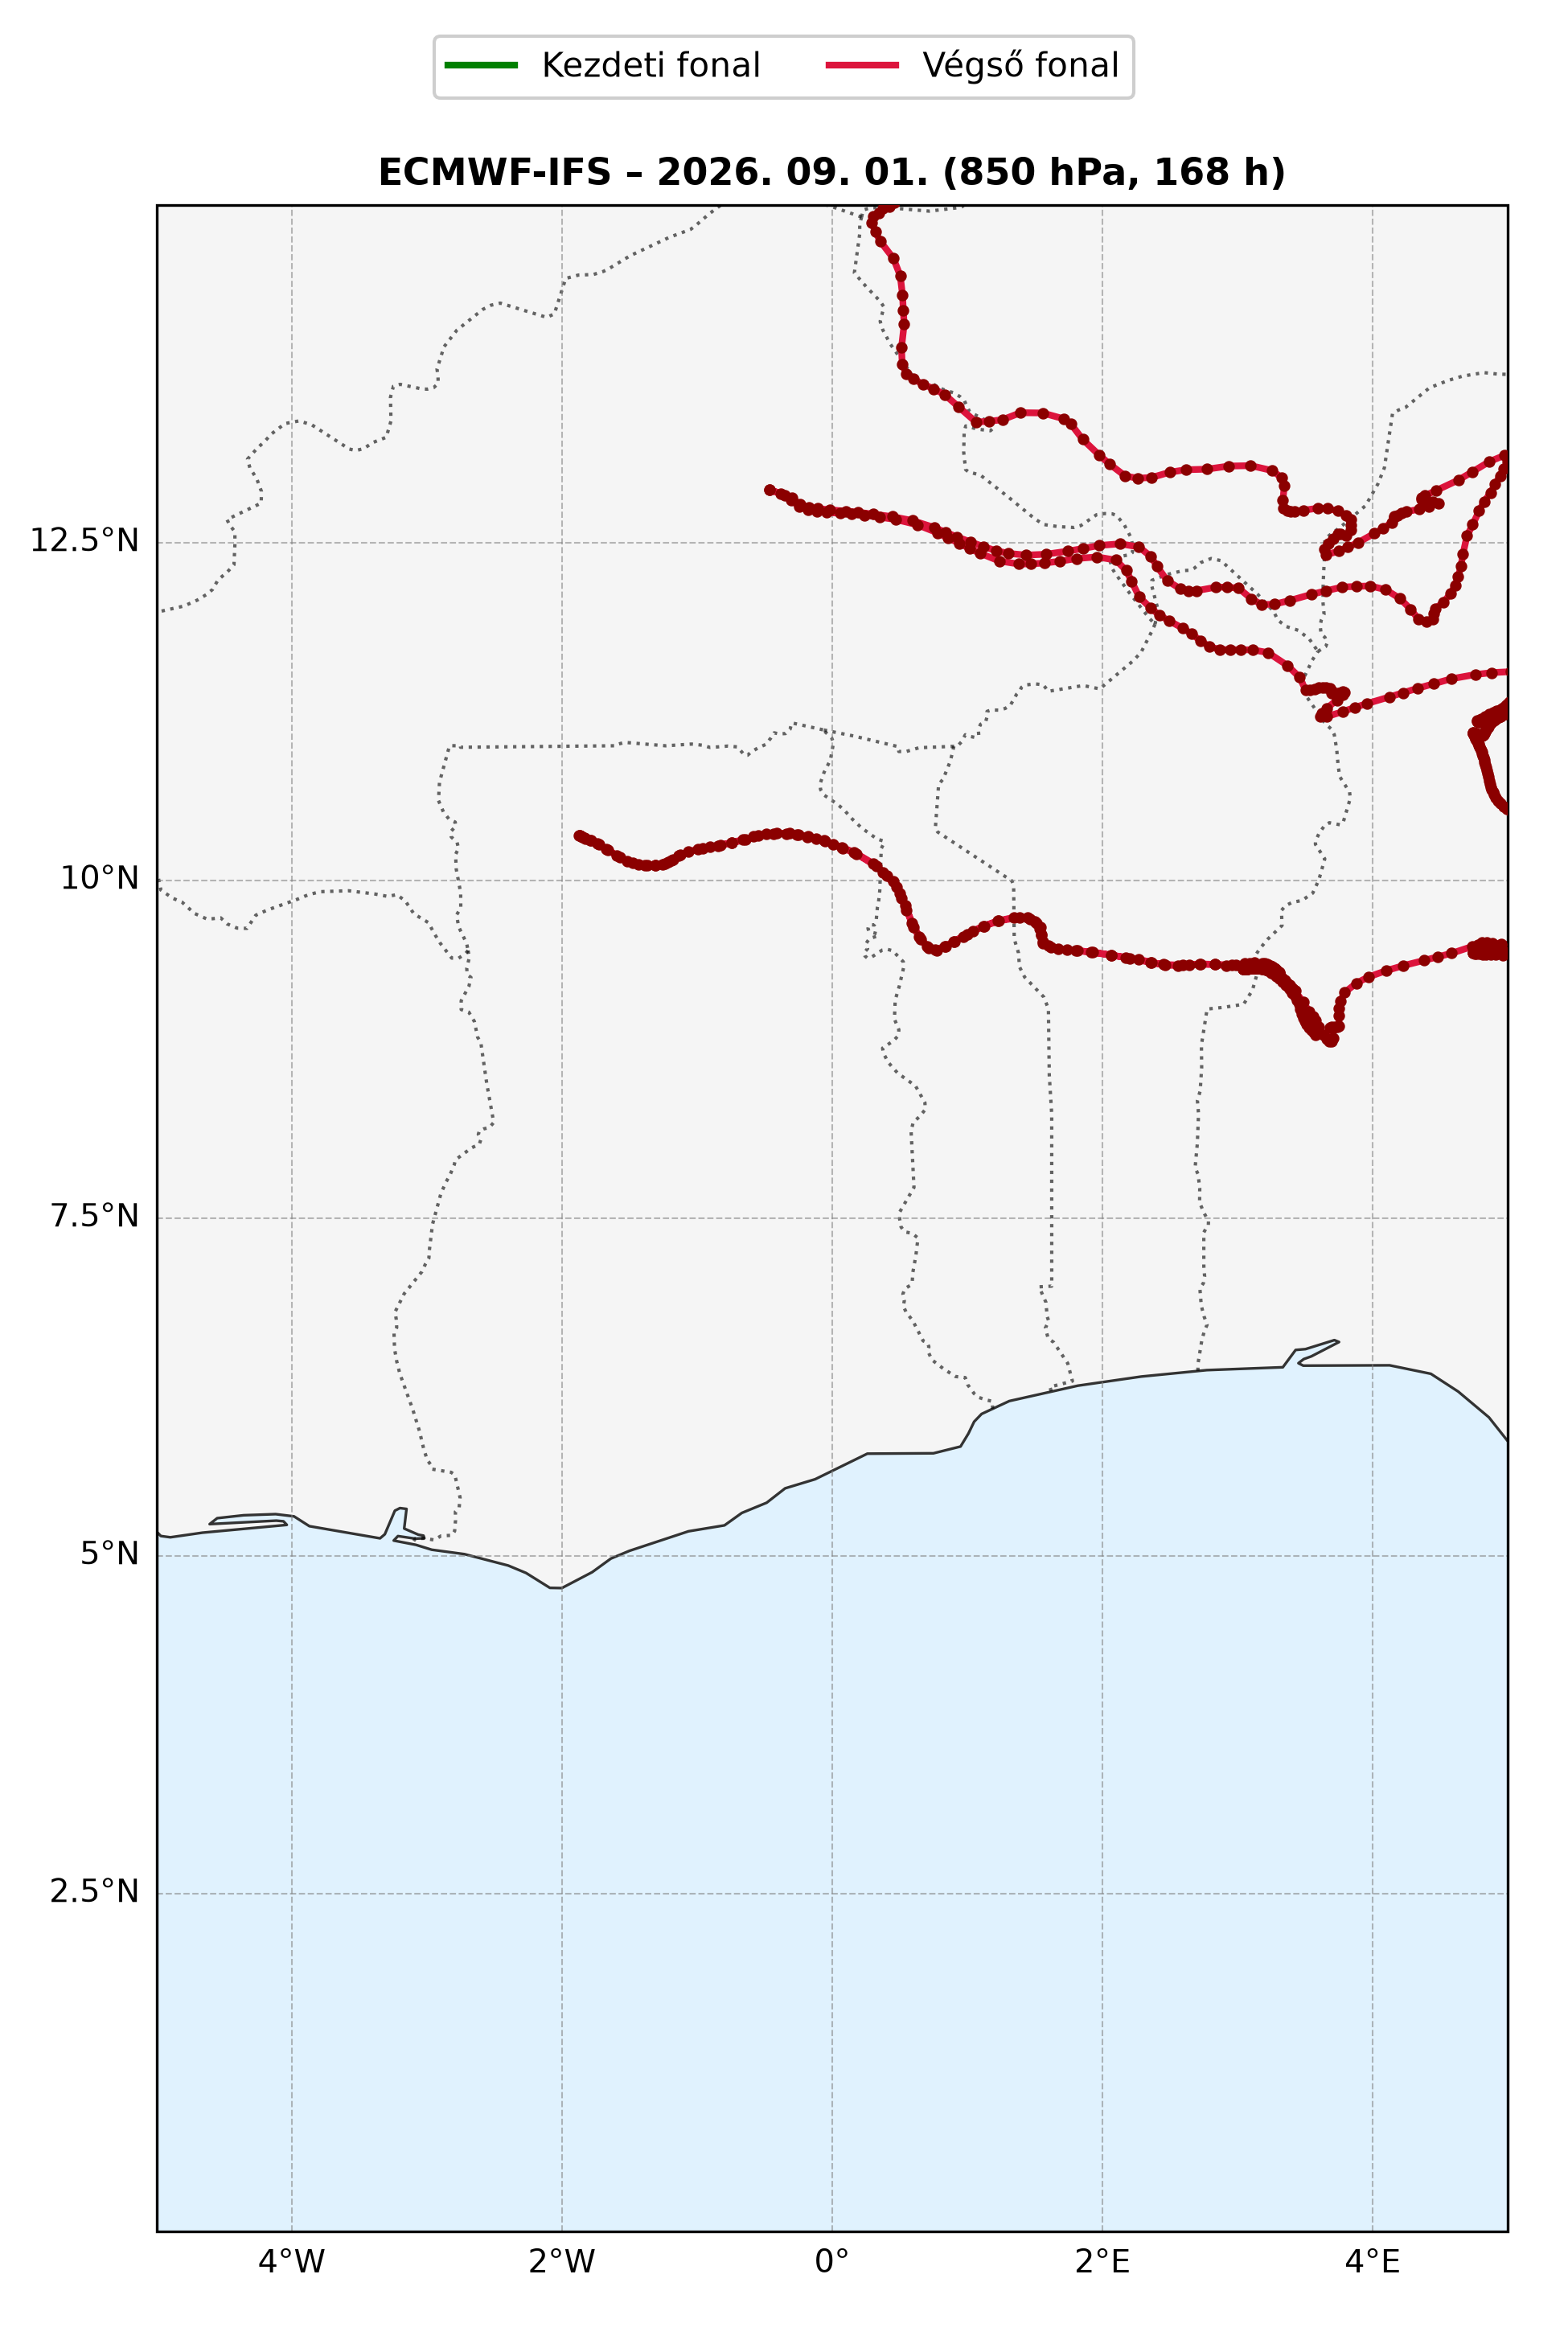 Kezdeti fonal Végső fonal
ECMWF-IFS – 2026. 09. 01. (850 hPa, 168 h)
12.5°N
10°N
7.5°N
5°N
2.5°N
4°W 2°W 0° 2°E 4°E